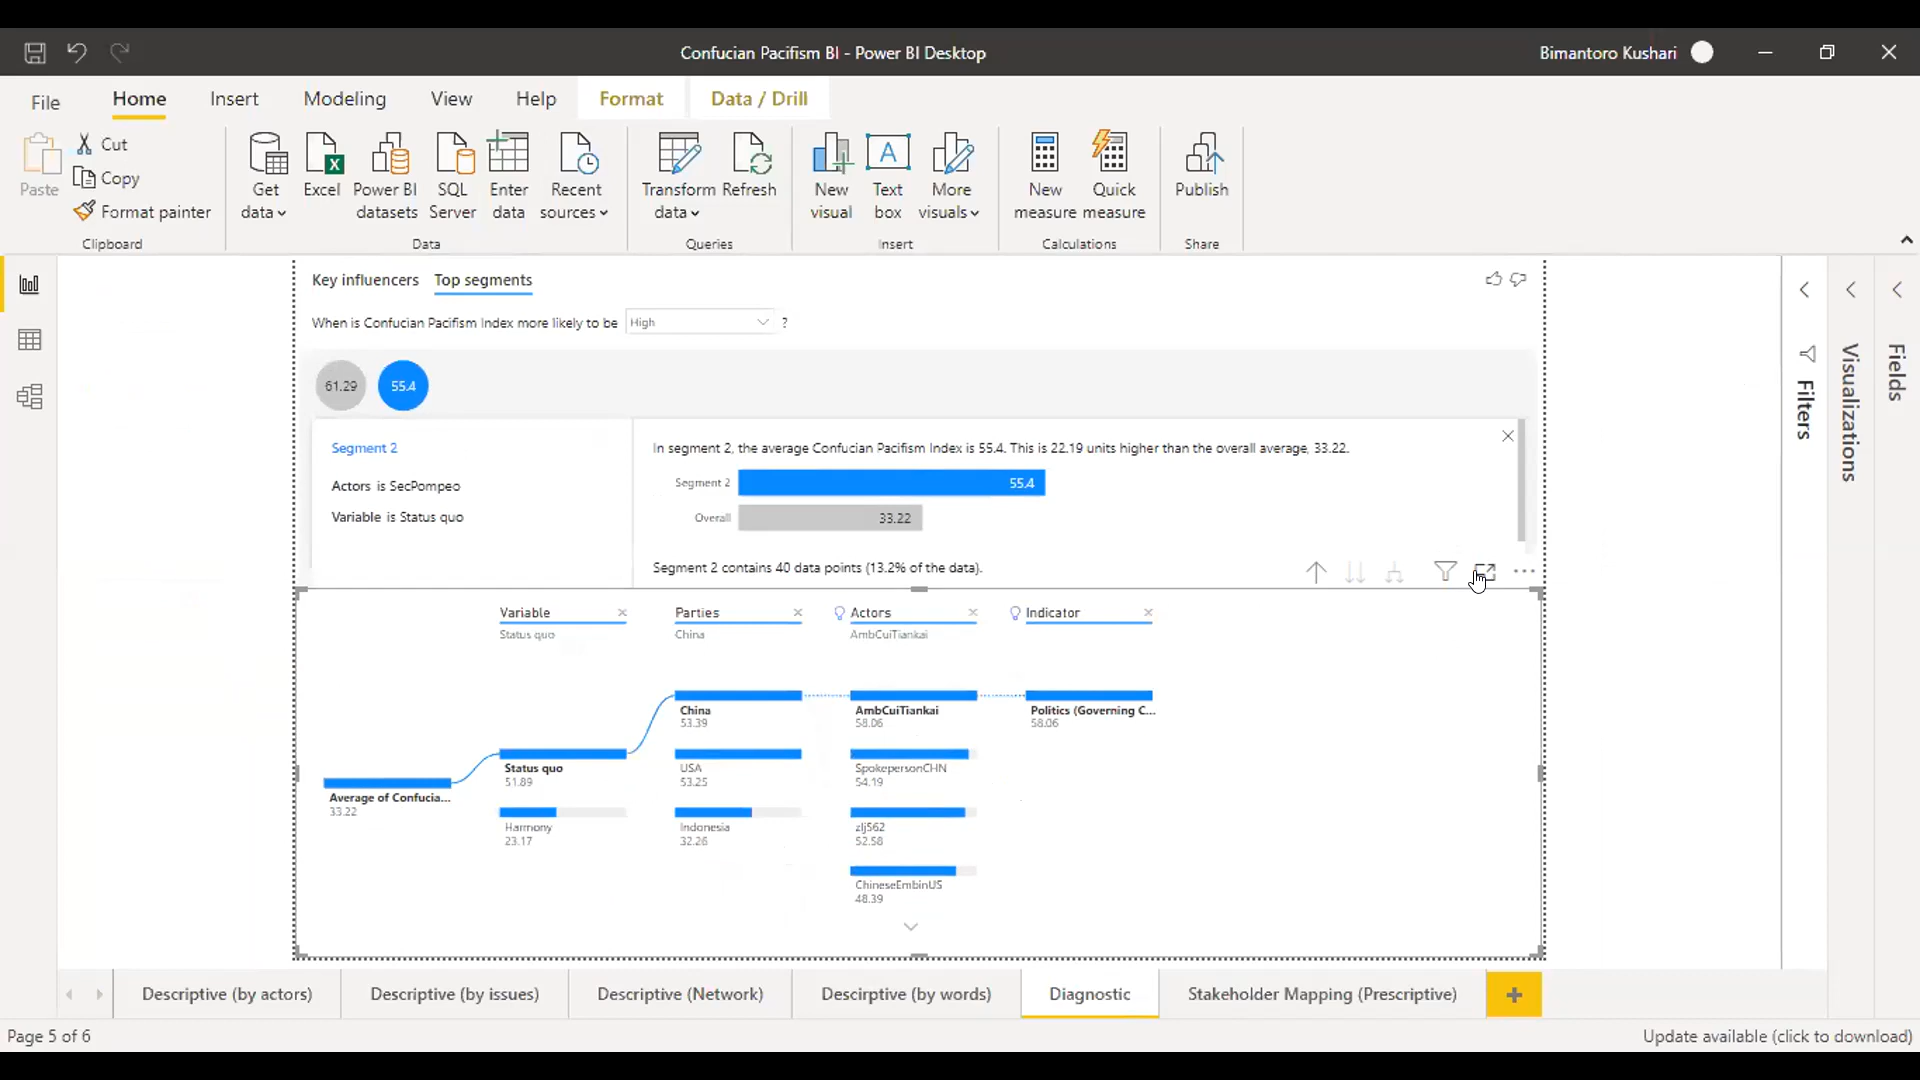 Confucian Pacifism BI - Power BI Desktop
Bimantoro Kushari
File
Home
Insert
Modeling
View
Help
Format
Data / Drill
Paste
Cut
Copy
Format painter
Clipboard
Get data
Excel
Power BI datasets
SQL Server
Enter data
Recent sources
Data
Transform data
Refresh
Queries
New visual
Text box
More visuals
Insert
New measure
Quick measure
Calculations
Publish
Share
Key influencers
Top segments
When is Confucian Pacifism Index more likely to be
High
?
61.29
55.4
Segment 2
Actors is SecPompeo
Variable is Status quo
In segment 2, the average Confucian Pacifism Index is 55.4. This is 22.19 units higher than the overall average, 33.22.
Segment 2
55.4
Overall
33.22
Segment 2 contains 40 data points (13.2% of the data).
Variable
Status quo
Parties
China
Actors
AmbCuiTiankai
Indicator
Average of Confucia...
33.22
Status quo
51.89
Harmony
23.17
China
53.39
USA
53.25
Indonesia
32.26
AmbCuiTiankai
58.06
SpokepersonCHN
54.19
zlj562
52.58
ChineseEmbinUS
48.39
Politics (Governing C...
58.06
Filters
Visualizations
Fields
Descriptive (by actors)
Descriptive (by issues)
Descriptive (Network)
Descirptive (by words)
Diagnostic
Stakeholder Mapping (Prescriptive)
Page 5 of 6
Update available (click to download)